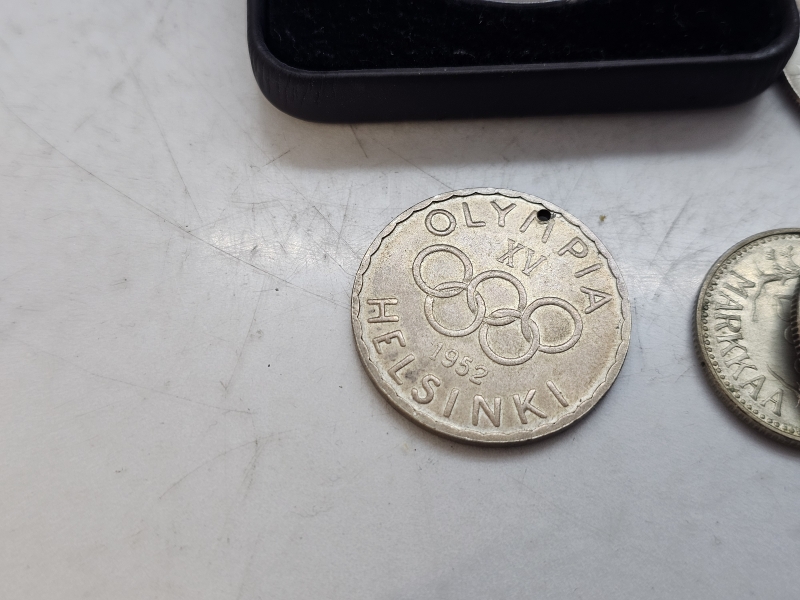 OLYMPIA
XV
1952
HELSINKI
MARKKAA